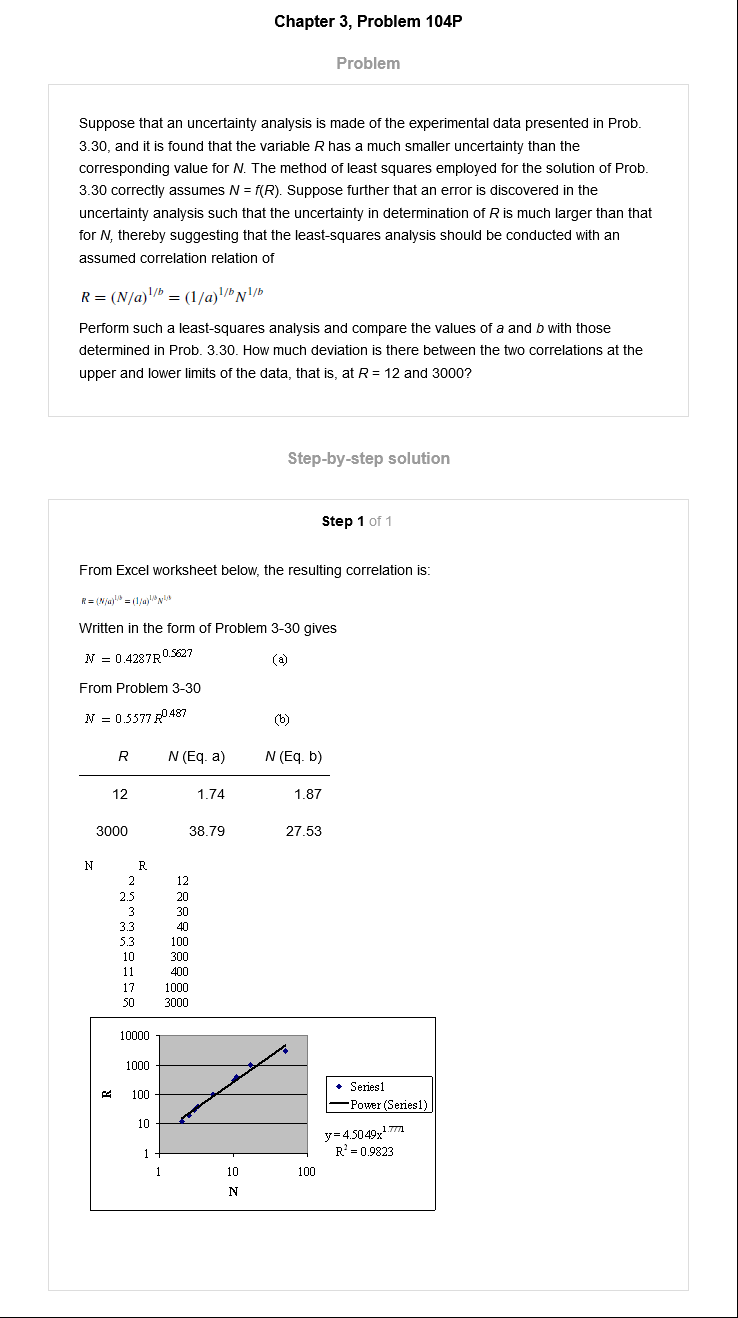 Chapter 3, Problem 104P
Problem
Suppose that an uncertainty analysis is made of the experimental data presented in Prob.
3.30, and it is found that the variable R has a much smaller uncertainty than the
corresponding value for N. The method of least squares employed for the solution of Prob.
3.30 correctly assumes N = f(R). Suppose further that an error is discovered in the
uncertainty analysis such that the uncertainty in determination of R is much larger than that
for N, thereby suggesting that the least-squares analysis should be conducted with an
assumed correlation relation of
R = (N/a)^1/b = (1/a)^1/b N^1/b
Perform such a least-squares analysis and compare the values of a and b with those
determined in Prob. 3.30. How much deviation is there between the two correlations at the
upper and lower limits of the data, that is, at R = 12 and 3000?
Step-by-step solution
Step 1 of 1
From Excel worksheet below, the resulting correlation is:
R = (N/a)^1/b = (1/a)^1/b N^1/b
Written in the form of Problem 3-30 gives
N = 0.4287R^0.5627 (a)
From Problem 3-30
N = 0.5577 R^0.487 (b)
R N (Eq. a) N (Eq. b)
12 1.74 1.87
3000 38.79 27.53
N R
2 12
2.5 20
3 30
3.3 40
5.3 100
10 300
11 400
17 1000
50 3000
10000
1000
100
10
1
R
1 10 100
N
Series1
Power (Series1)
y = 4.5049x^1.7771
R² = 0.9823